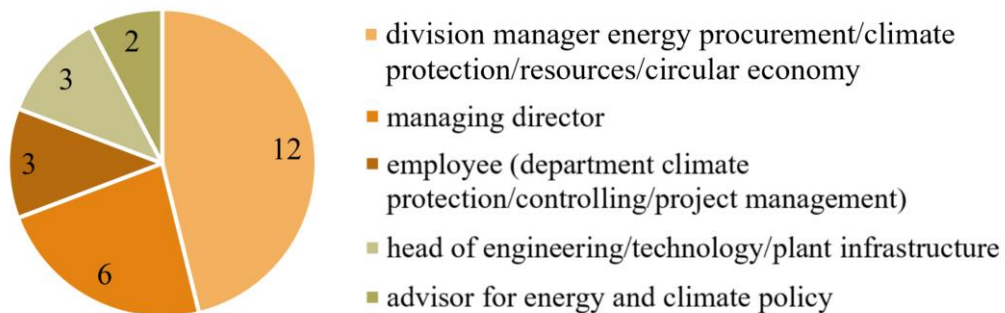 2
3
3
6
12
division manager energy procurement/climate
protection/resources/circular economy
managing director
employee (department climate
protection/controlling/project management)
head of engineering/technology/plant infrastructure
advisor for energy and climate policy